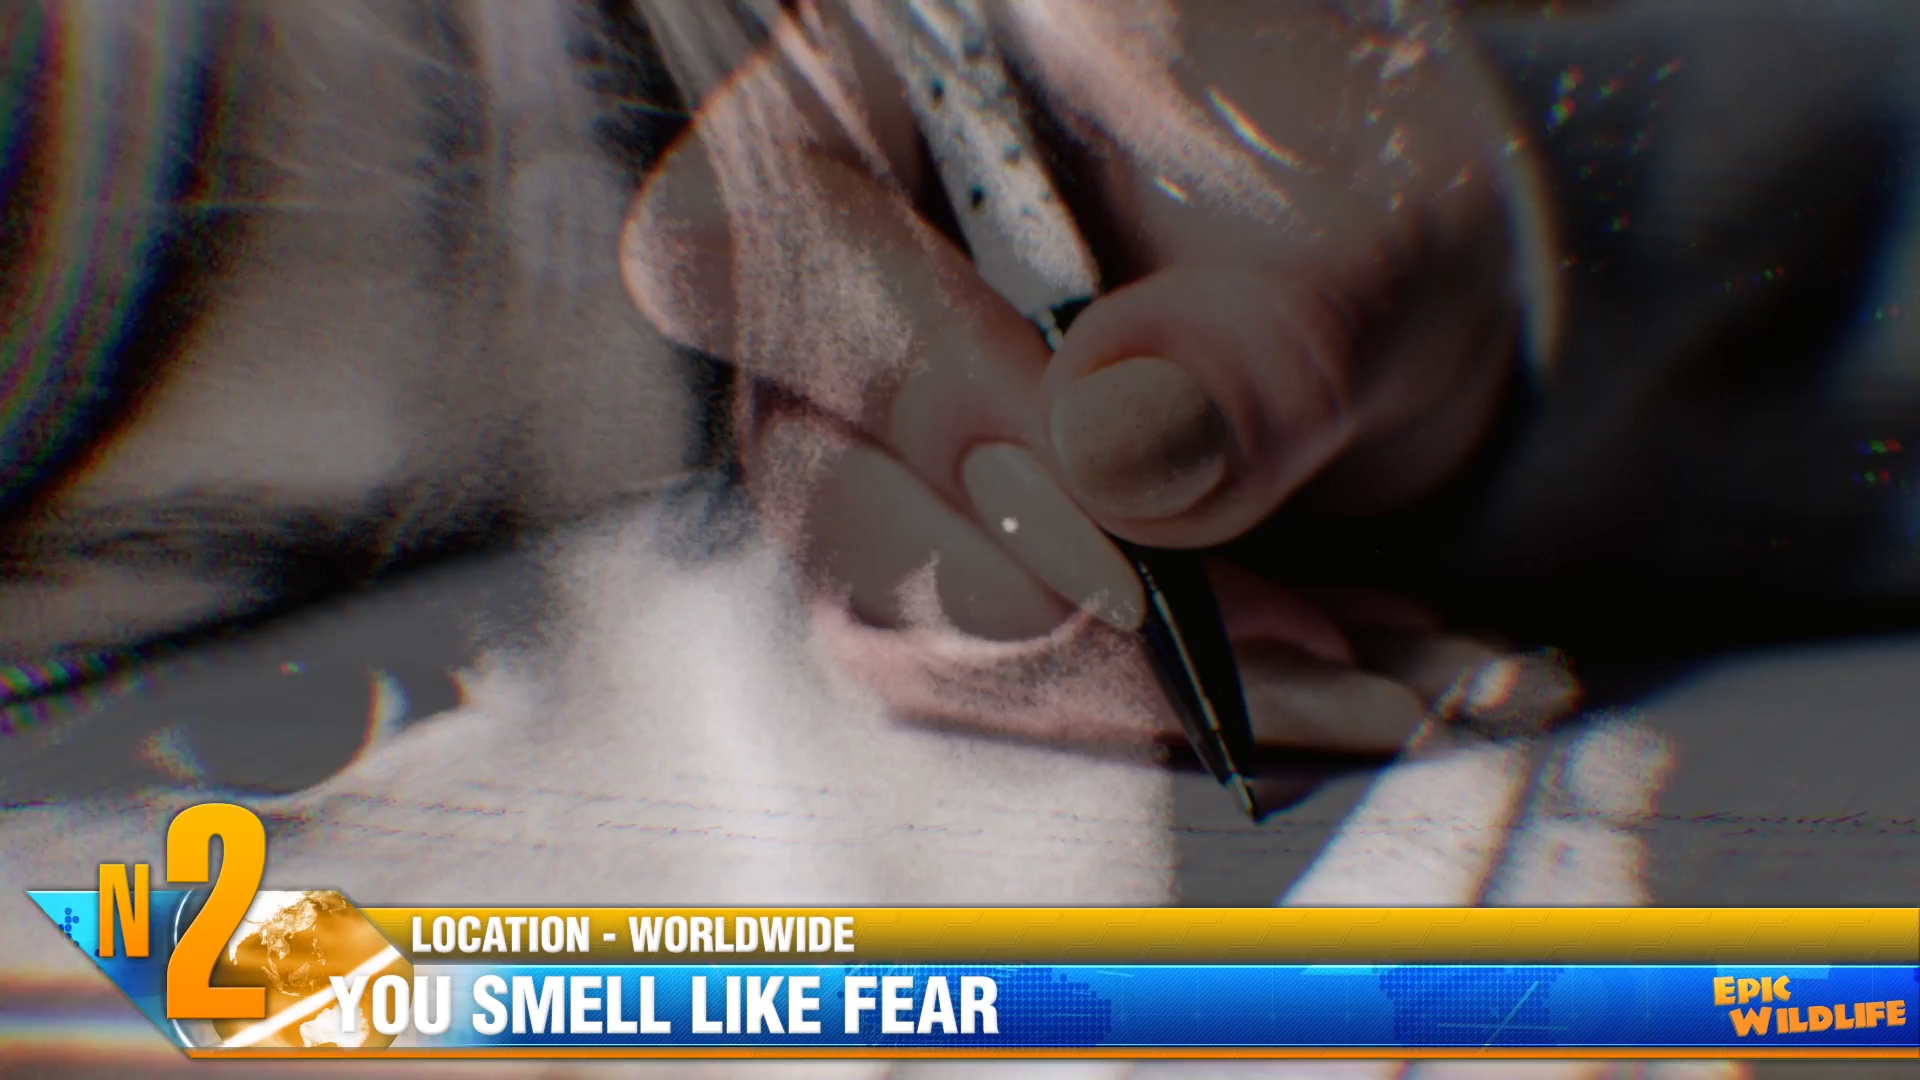 N2
LOCATION - WORLDWIDE
YOU SMELL LIKE FEAR
EPIC
WILDLIFE